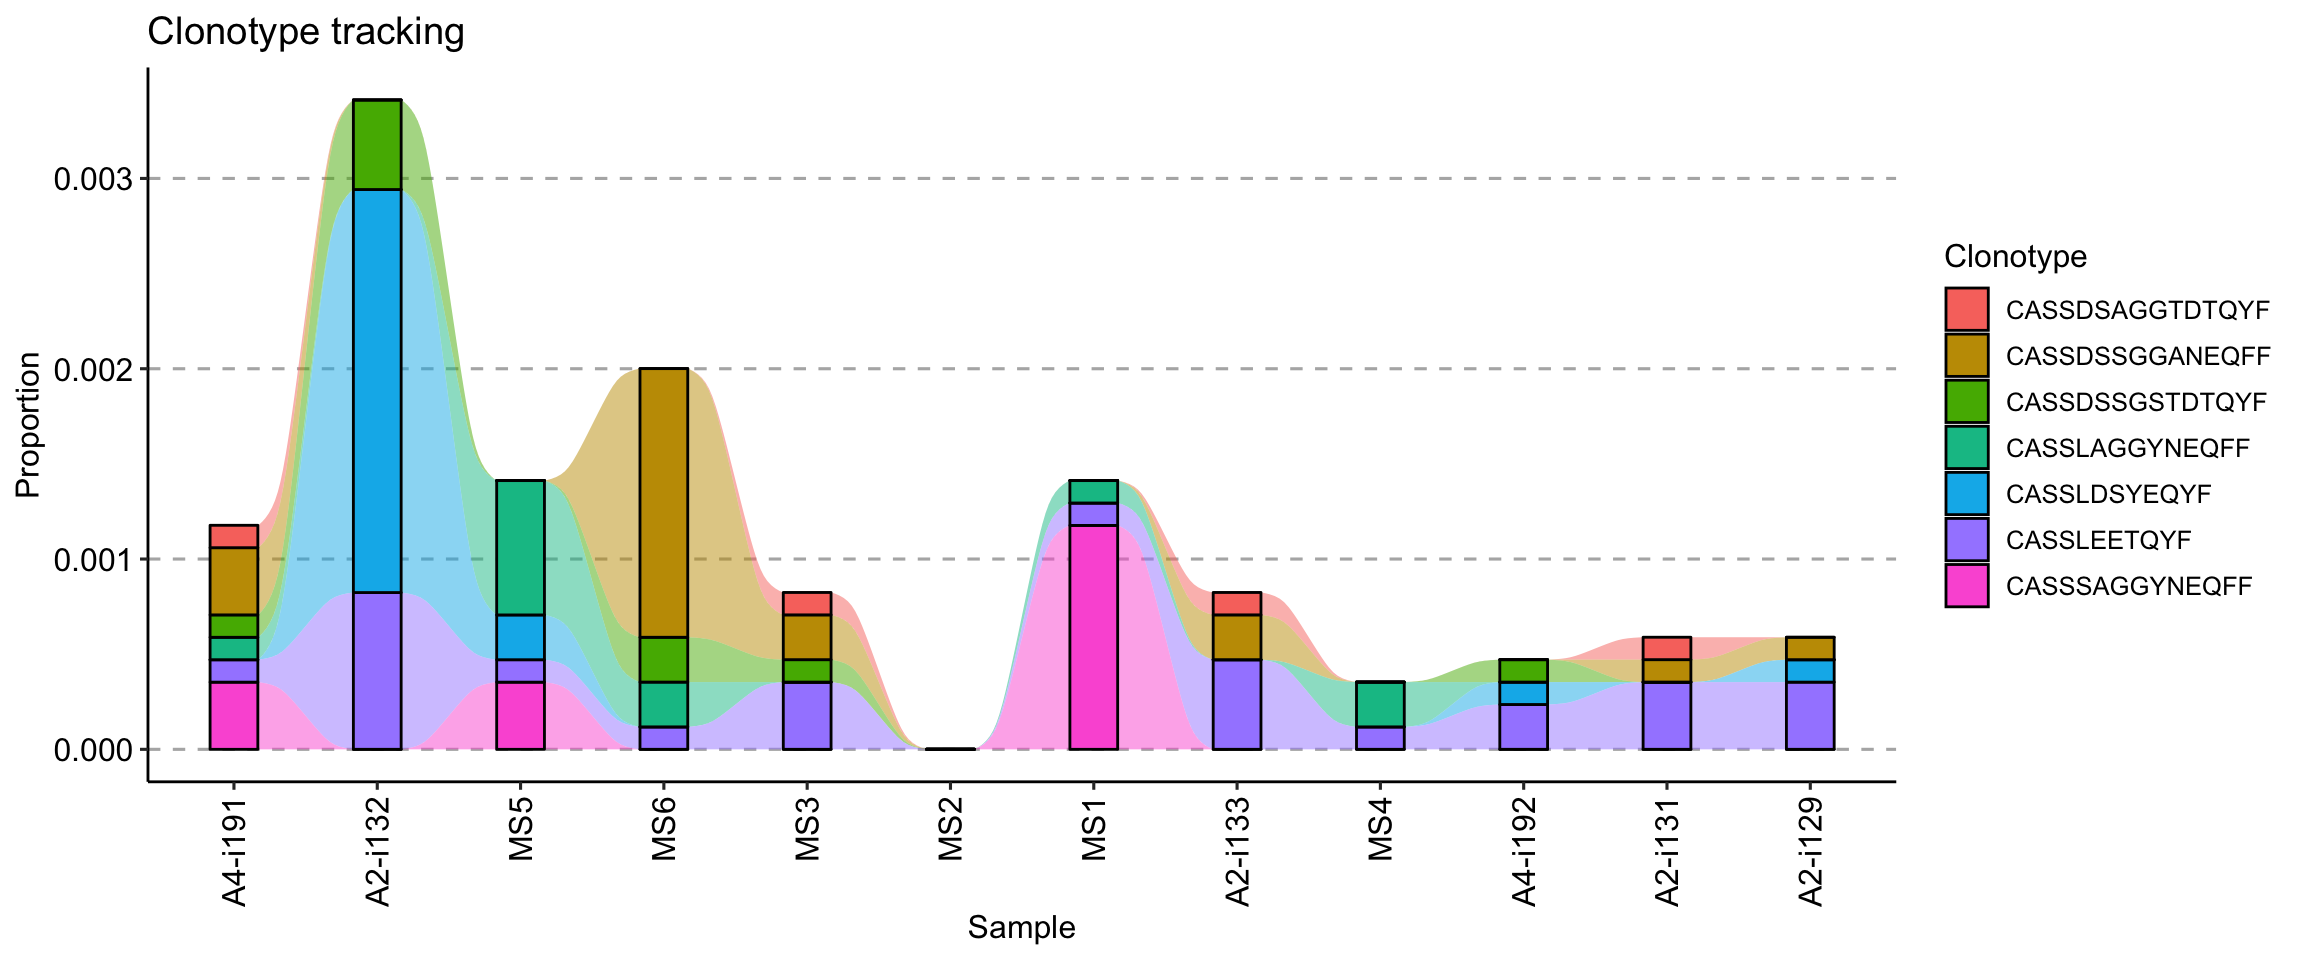 Clonotype tracking
Proportion
0.003
0.002
0.001
0.000
A4-i191
A2-i132
MS5
MS6
MS3
MS2
MS1
A2-i133
MS4
A4-i192
A2-i131
A2-i129
Sample
Clonotype
CASSDSAGGTDTQYF
CASSDSSGGANEQFF
CASSDSSGSTDTQYF
CASSLAGGYNEQFF
CASSLDSYEQYF
CASSLEETQYF
CASSSAGGYNEQFF